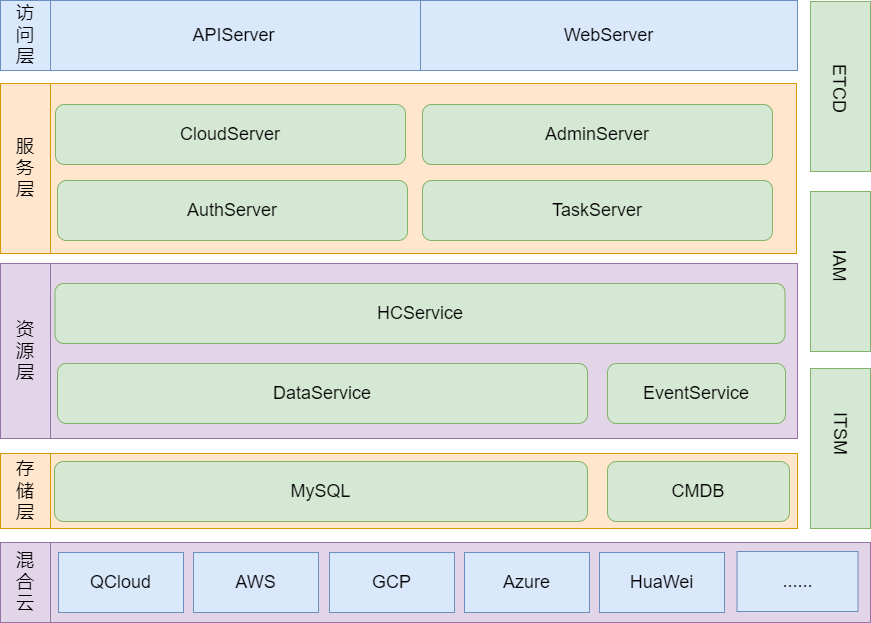 访问层
APIServer
WebServer
服务层
CloudServer
AdminServer
AuthServer
TaskServer
资源层
HCService
DataService
EventService
存储层
MySQL
CMDB
混合云
QCloud
AWS
GCP
Azure
HuaWei
......
ETCD
IAM
ITSM